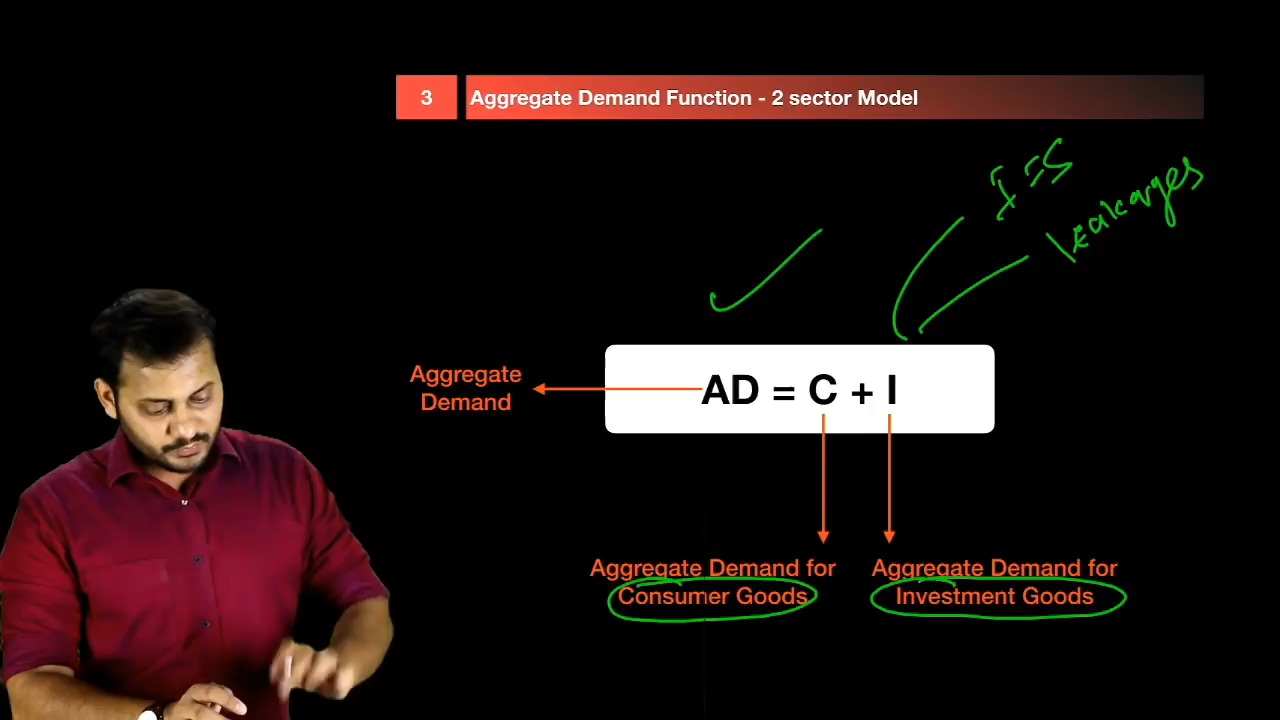 3 Aggregate Demand Function - 2 sector Model
I = S
Leakarges
Aggregate
Demand
AD = C + I
Aggregate Demand for
Consumer Goods
Aggregate Demand for
Investment Goods